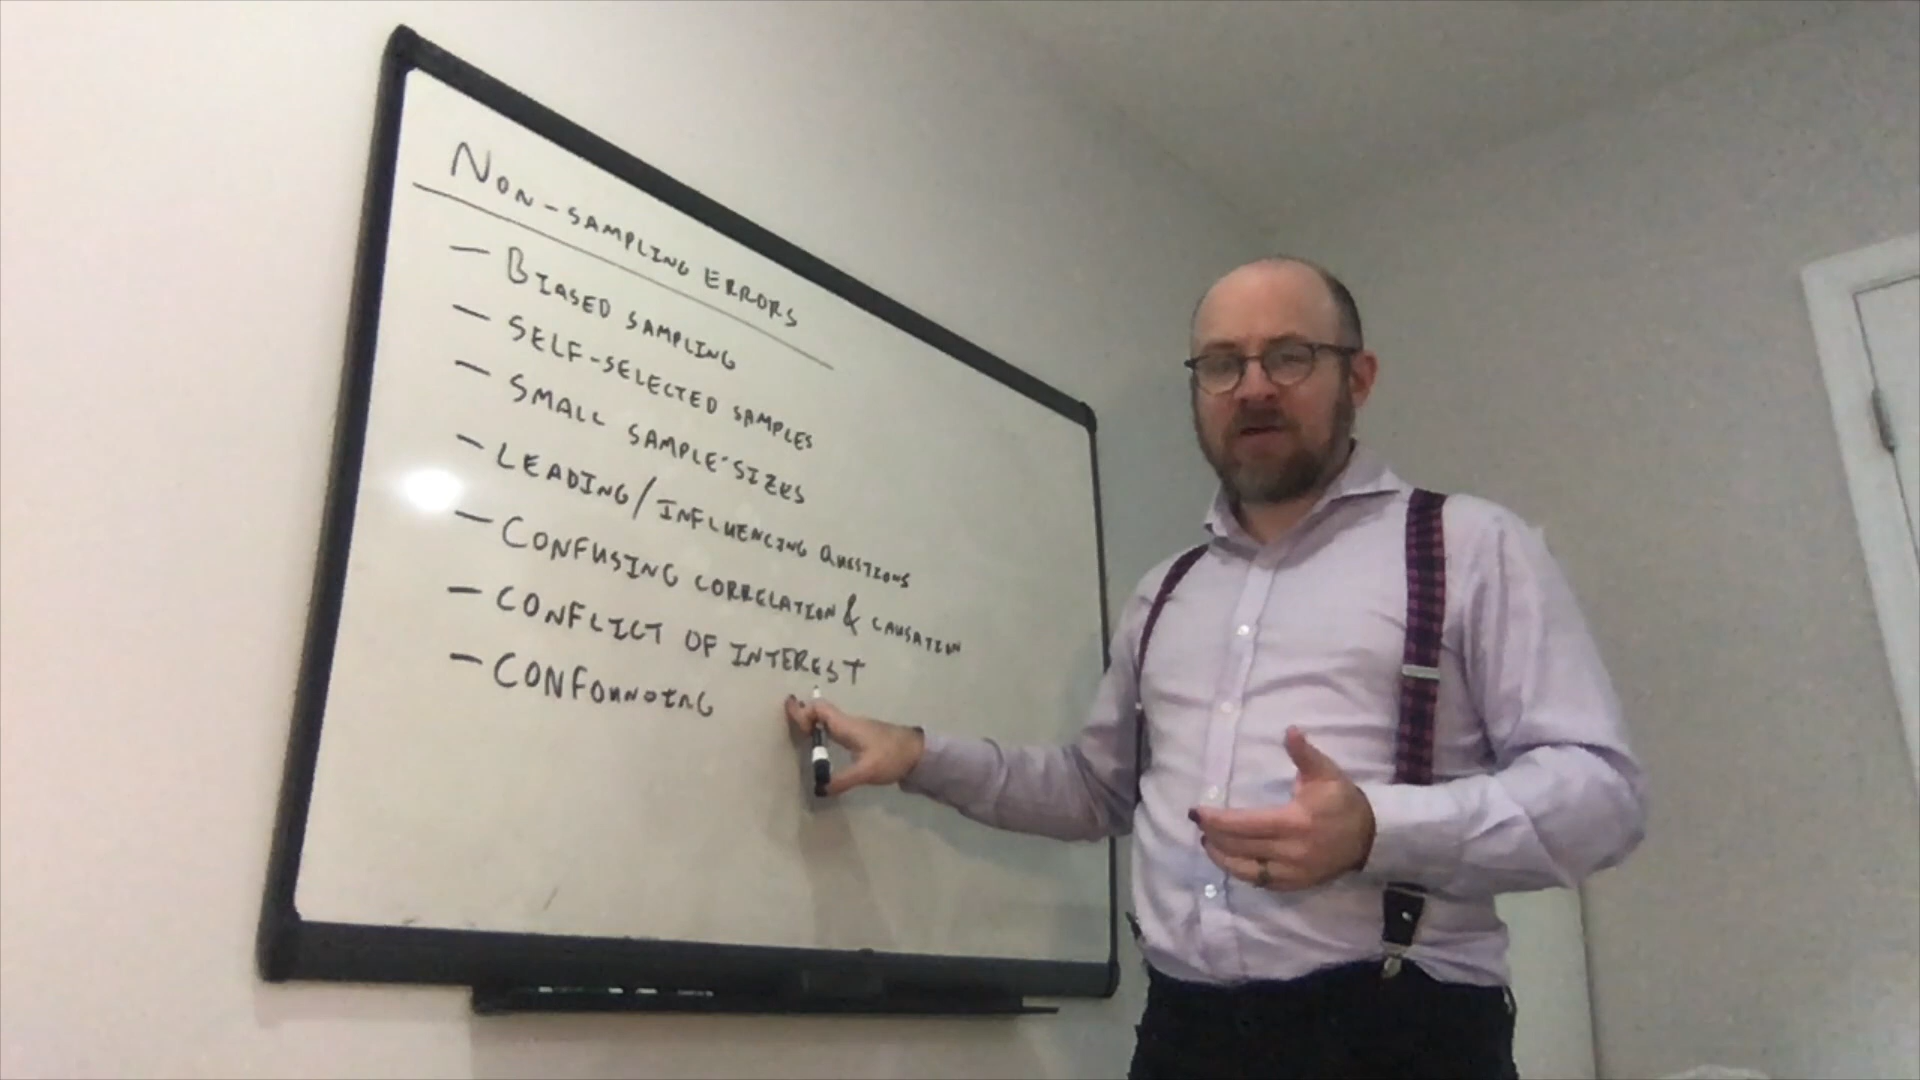 NON-SAMPLING ERRORS
- BIASED SAMPLING
- SELF-SELECTED SAMPLES
- SMALL SAMPLE SIZES
- LEADING/INFLUENCING QUESTIONS
- CONFUSING CORRELATION & CAUSATION
- CONFLICT OF INTEREST
- CONFOUNDING